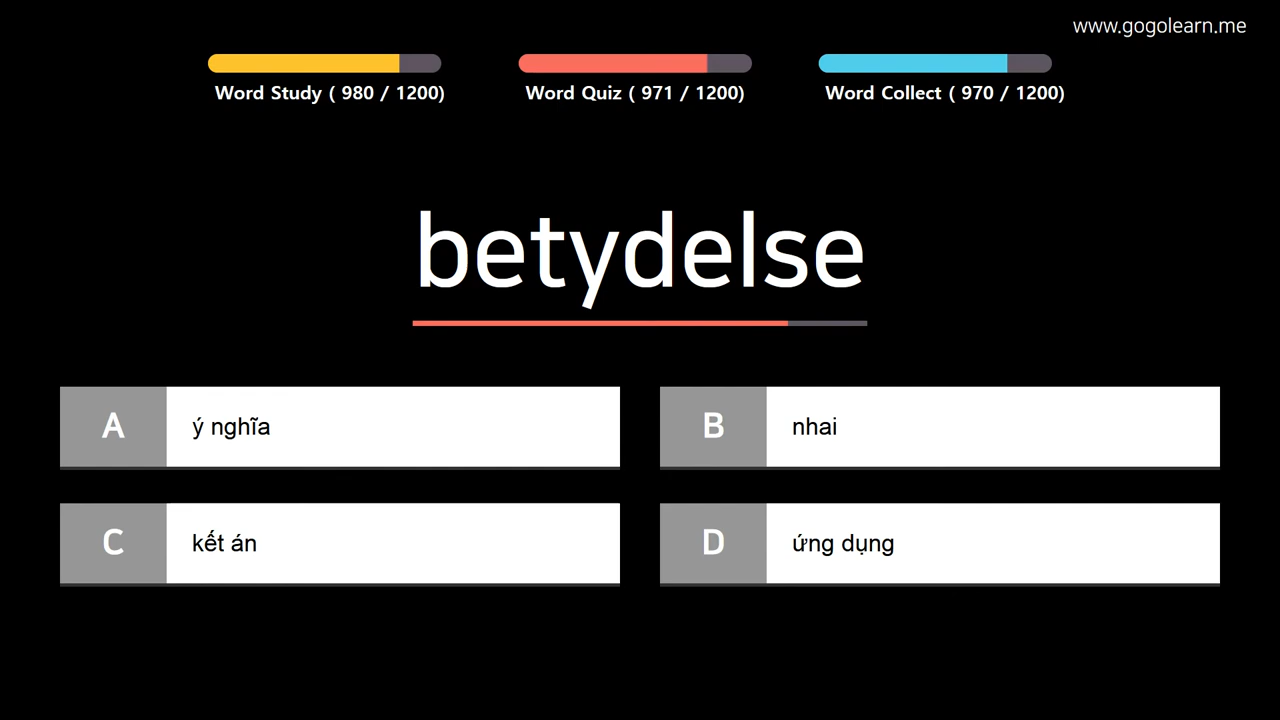 www.gogolearn.me
Word Study ( 980 / 1200)
Word Quiz ( 971 / 1200)
Word Collect ( 970 / 1200)
betydelse
A
ý nghĩa
B
nhai
C
kết án
D
ứng dụng